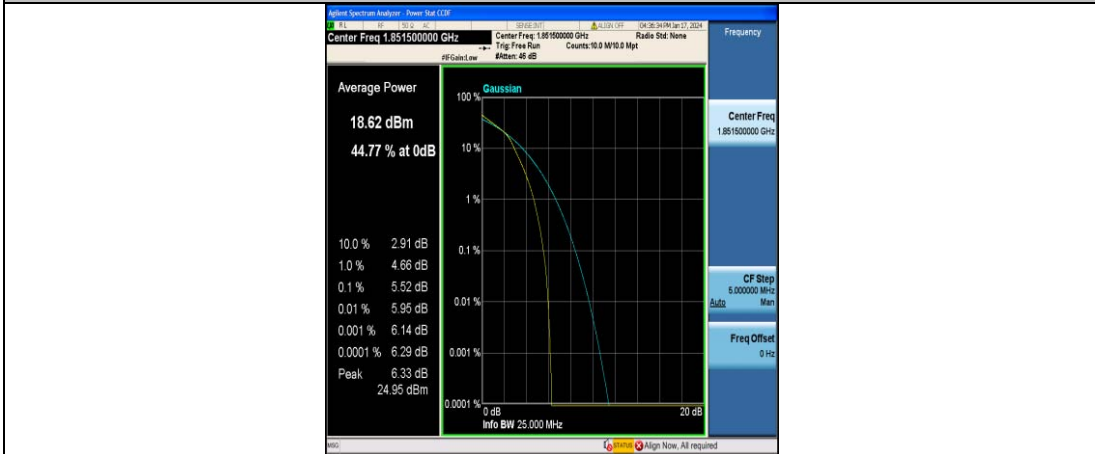 Agilent Spectrum Analyzer - Power Stat CCDF
RL RF 50 Ω AC SENSE:INT ALIGN OFF 04:36:34 PM Jan 17, 2024
Center Freq 1.851500000 GHz
Center Freq: 1.851500000 GHz Radio Std: None
Trig: Free Run Counts:10.0 M/10.0 Mpt
#IFGain:Low #Atten: 46 dB
Frequency
Average Power
18.62 dBm
44.77 % at 0dB
10.0 % 2.91 dB
1.0 % 4.66 dB
0.1 % 5.52 dB
0.01 % 5.95 dB
0.001 % 6.14 dB
0.0001 % 6.29 dB
Peak 6.33 dB
24.95 dBm
Gaussian
100 %
10 %
1 %
0.1 %
0.01 %
0.001 %
0.0001 %
0 dB 20 dB
Info BW 25.000 MHz
Center Freq
1.851500000 GHz
CF Step
5.000000 MHz
Auto Man
Freq Offset
0 Hz
MSG STATUS Align Now, All required